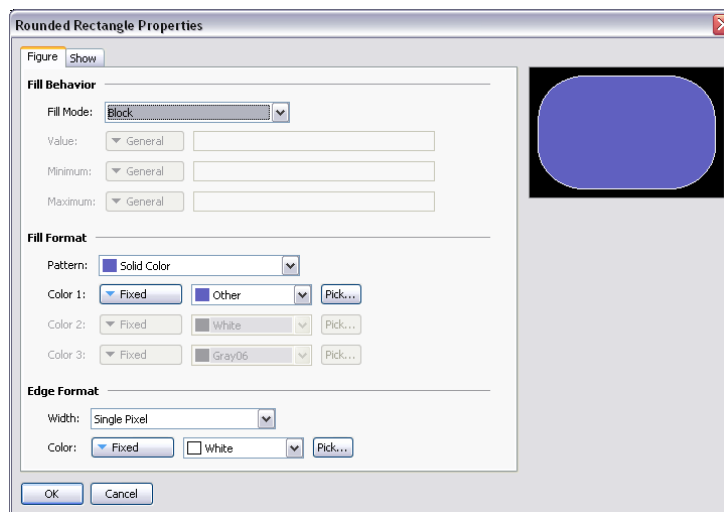 Rounded Rectangle Properties
Figure Show
Fill Behavior
Fill Mode: Block
Value: General
Minimum: General
Maximum: General
Fill Format
Pattern: Solid Color
Color 1: Fixed Other Pick...
Color 2: Fixed White Pick...
Color 3: Fixed Gray06 Pick...
Edge Format
Width: Single Pixel
Color: Fixed White Pick...
OK Cancel